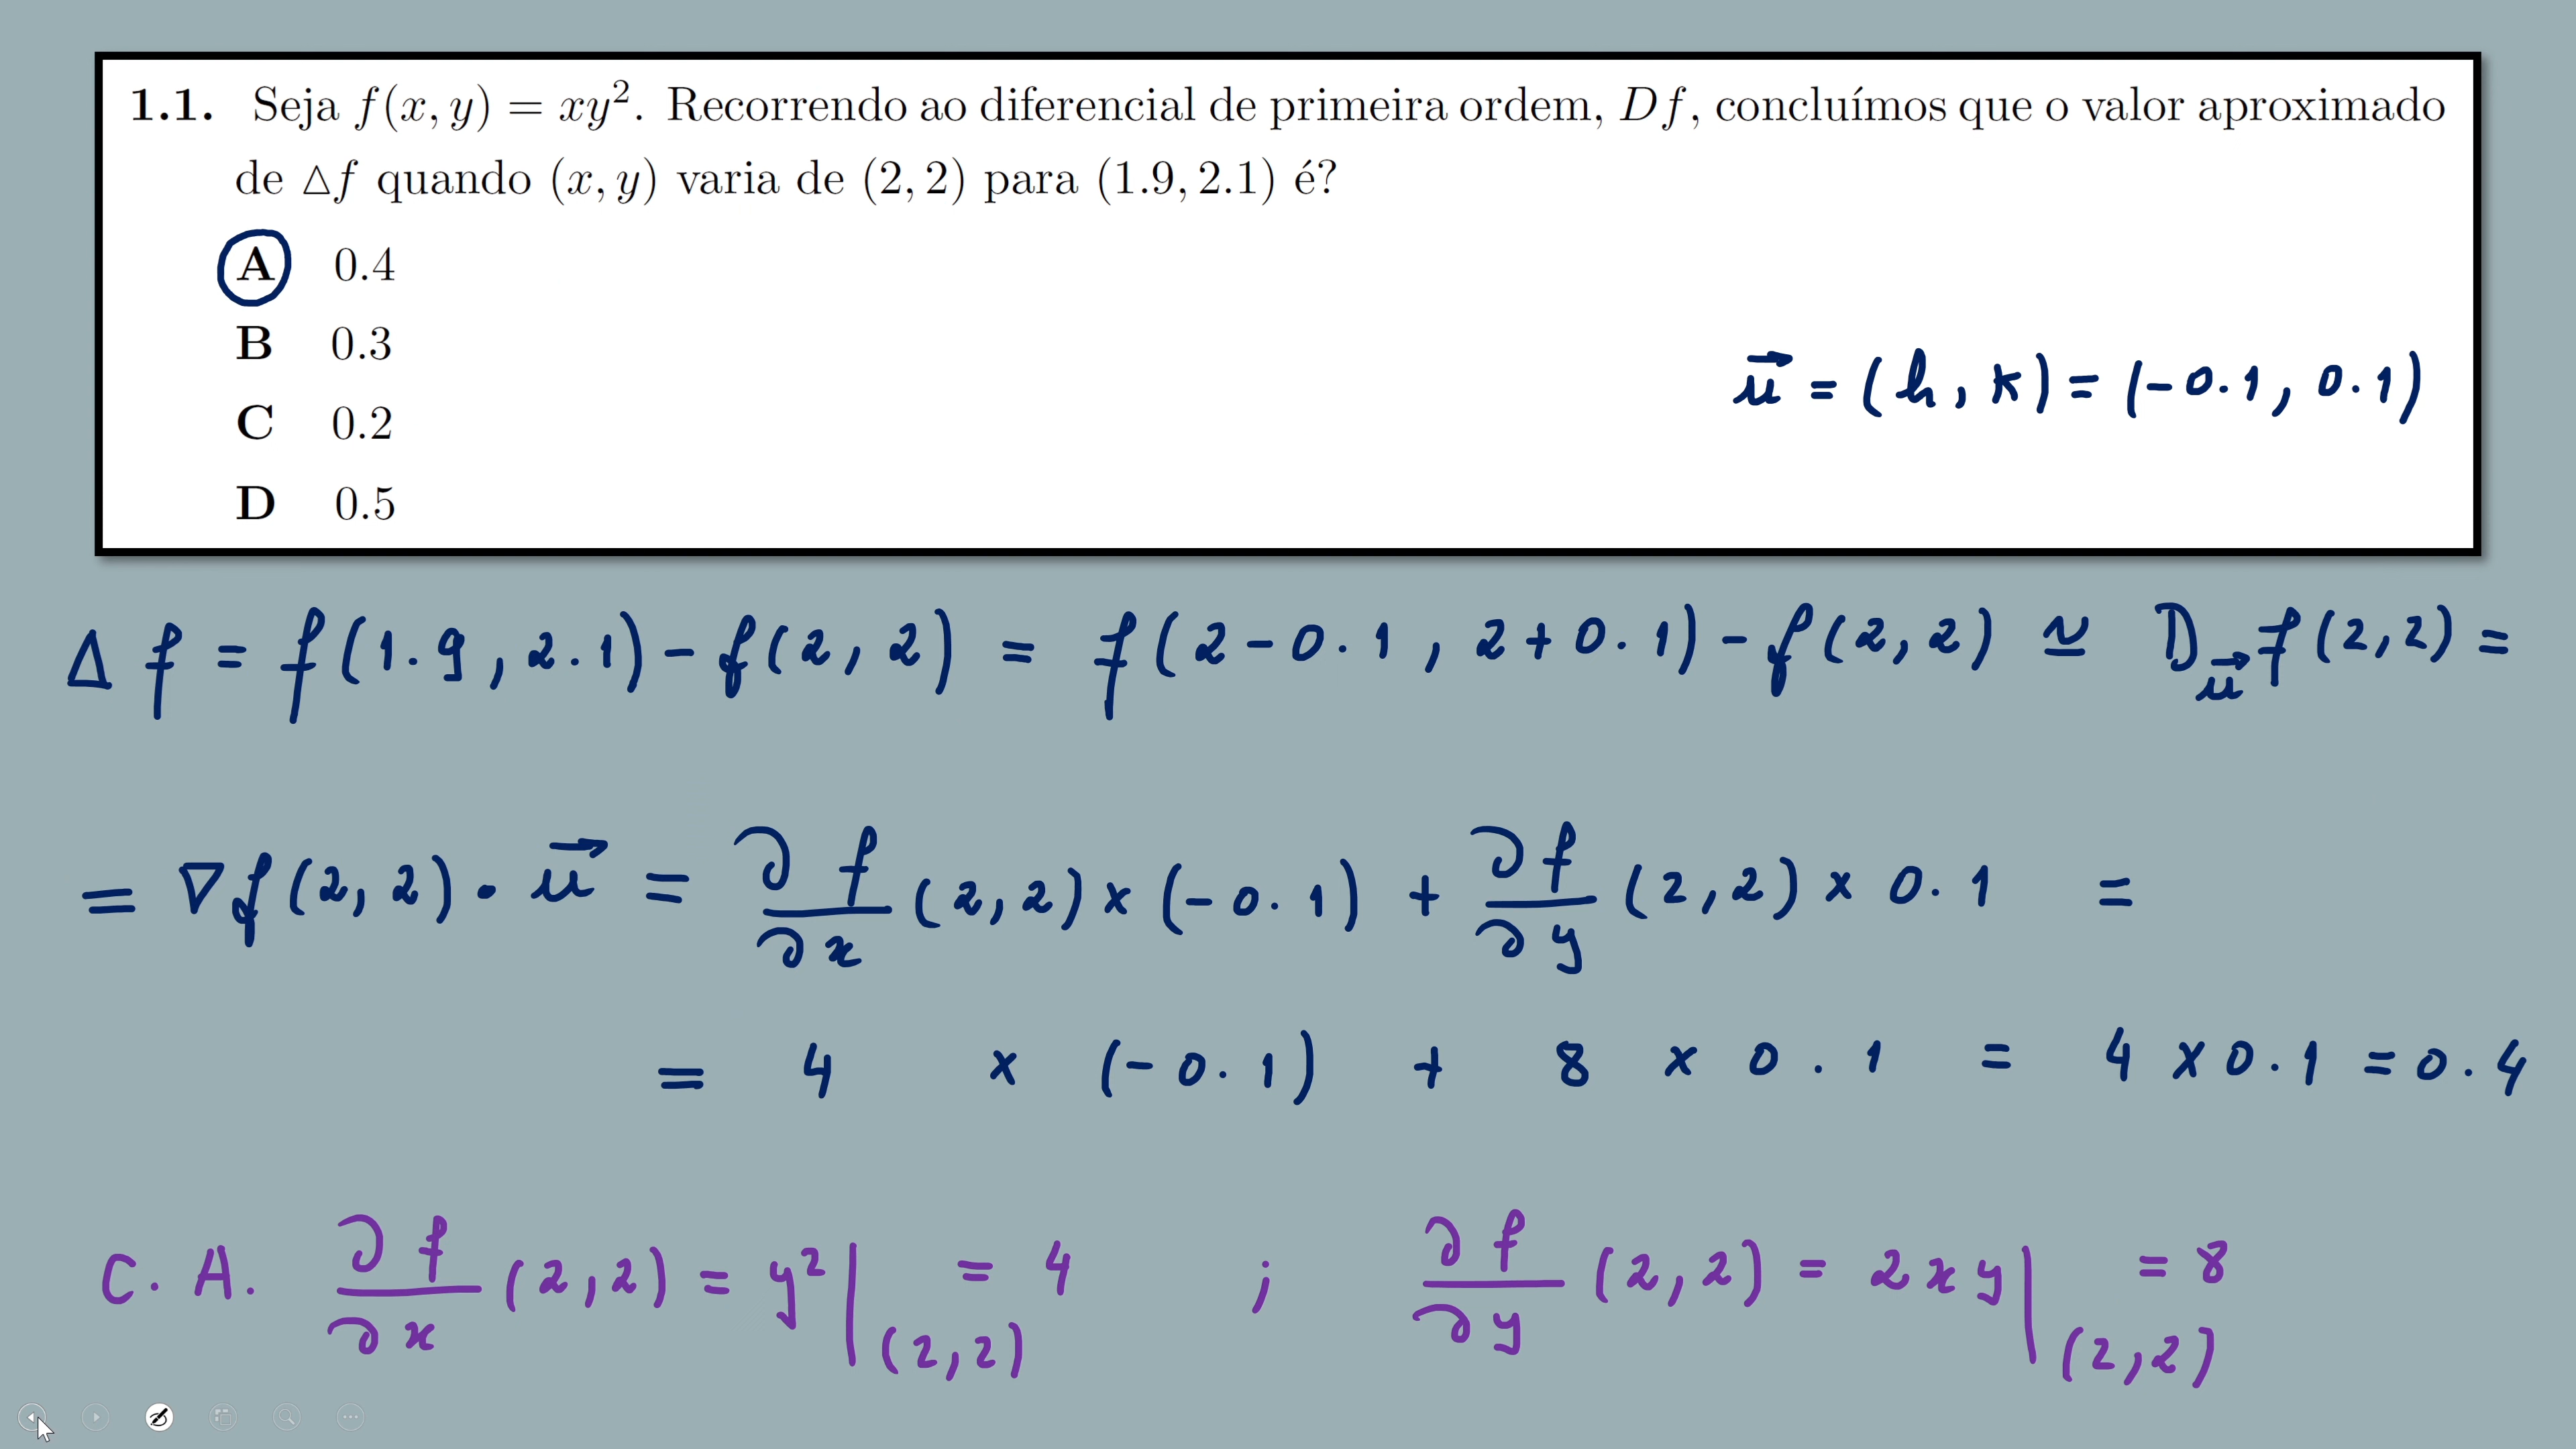 1.1. Seja f(x, y) = xy². Recorrendo ao diferencial de primeira ordem, Df, concluímos que o valor aproximado
de △f quando (x, y) varia de (2, 2) para (1.9, 2.1) é?
A 0.4
B 0.3
C 0.2
D 0.5
u⃗ = (h, k) = (-0.1, 0.1)
Δf = f(1.9, 2.1) - f(2, 2) = f(2-0.1, 2+0.1) - f(2, 2) ≃ D_u⃗ f(2,2) =
= ∇f(2,2) · u⃗ = ∂f/∂x (2,2) × (-0.1) + ∂f/∂y (2,2) × 0.1 =
= 4 × (-0.1) + 8 × 0.1 = 4 × 0.1 = 0.4
C.A. ∂f/∂x (2,2) = y²|(2,2) = 4 ; ∂f/∂y (2,2) = 2xy|(2,2) = 8